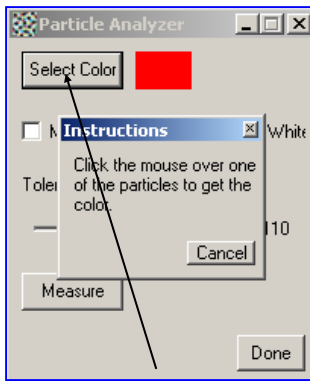 Particle Analyzer
Select Color
Instructions
White
Click the mouse over one
of the particles to get the
color.
110
Cancel
Measure
Done